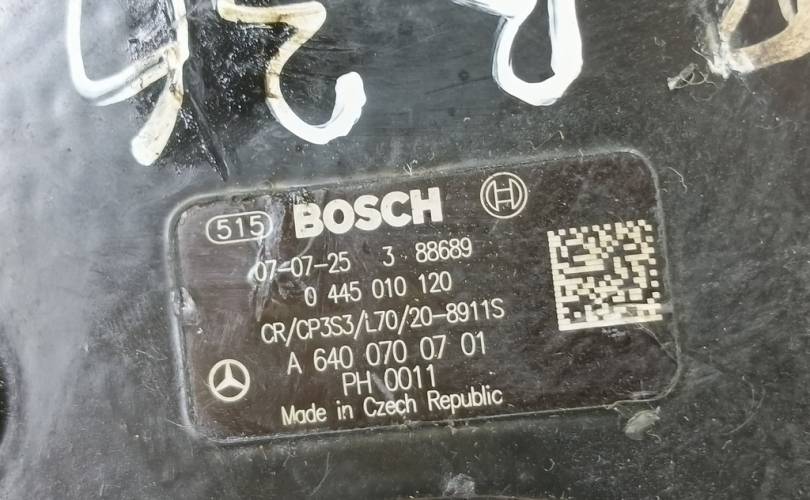 515 BOSCH
07-07-25 3 88689
0 445 010 120
CR/CP3S3/L70/20-8911S
A 640 070 07 01
PH 0011
Made in Czech Republic